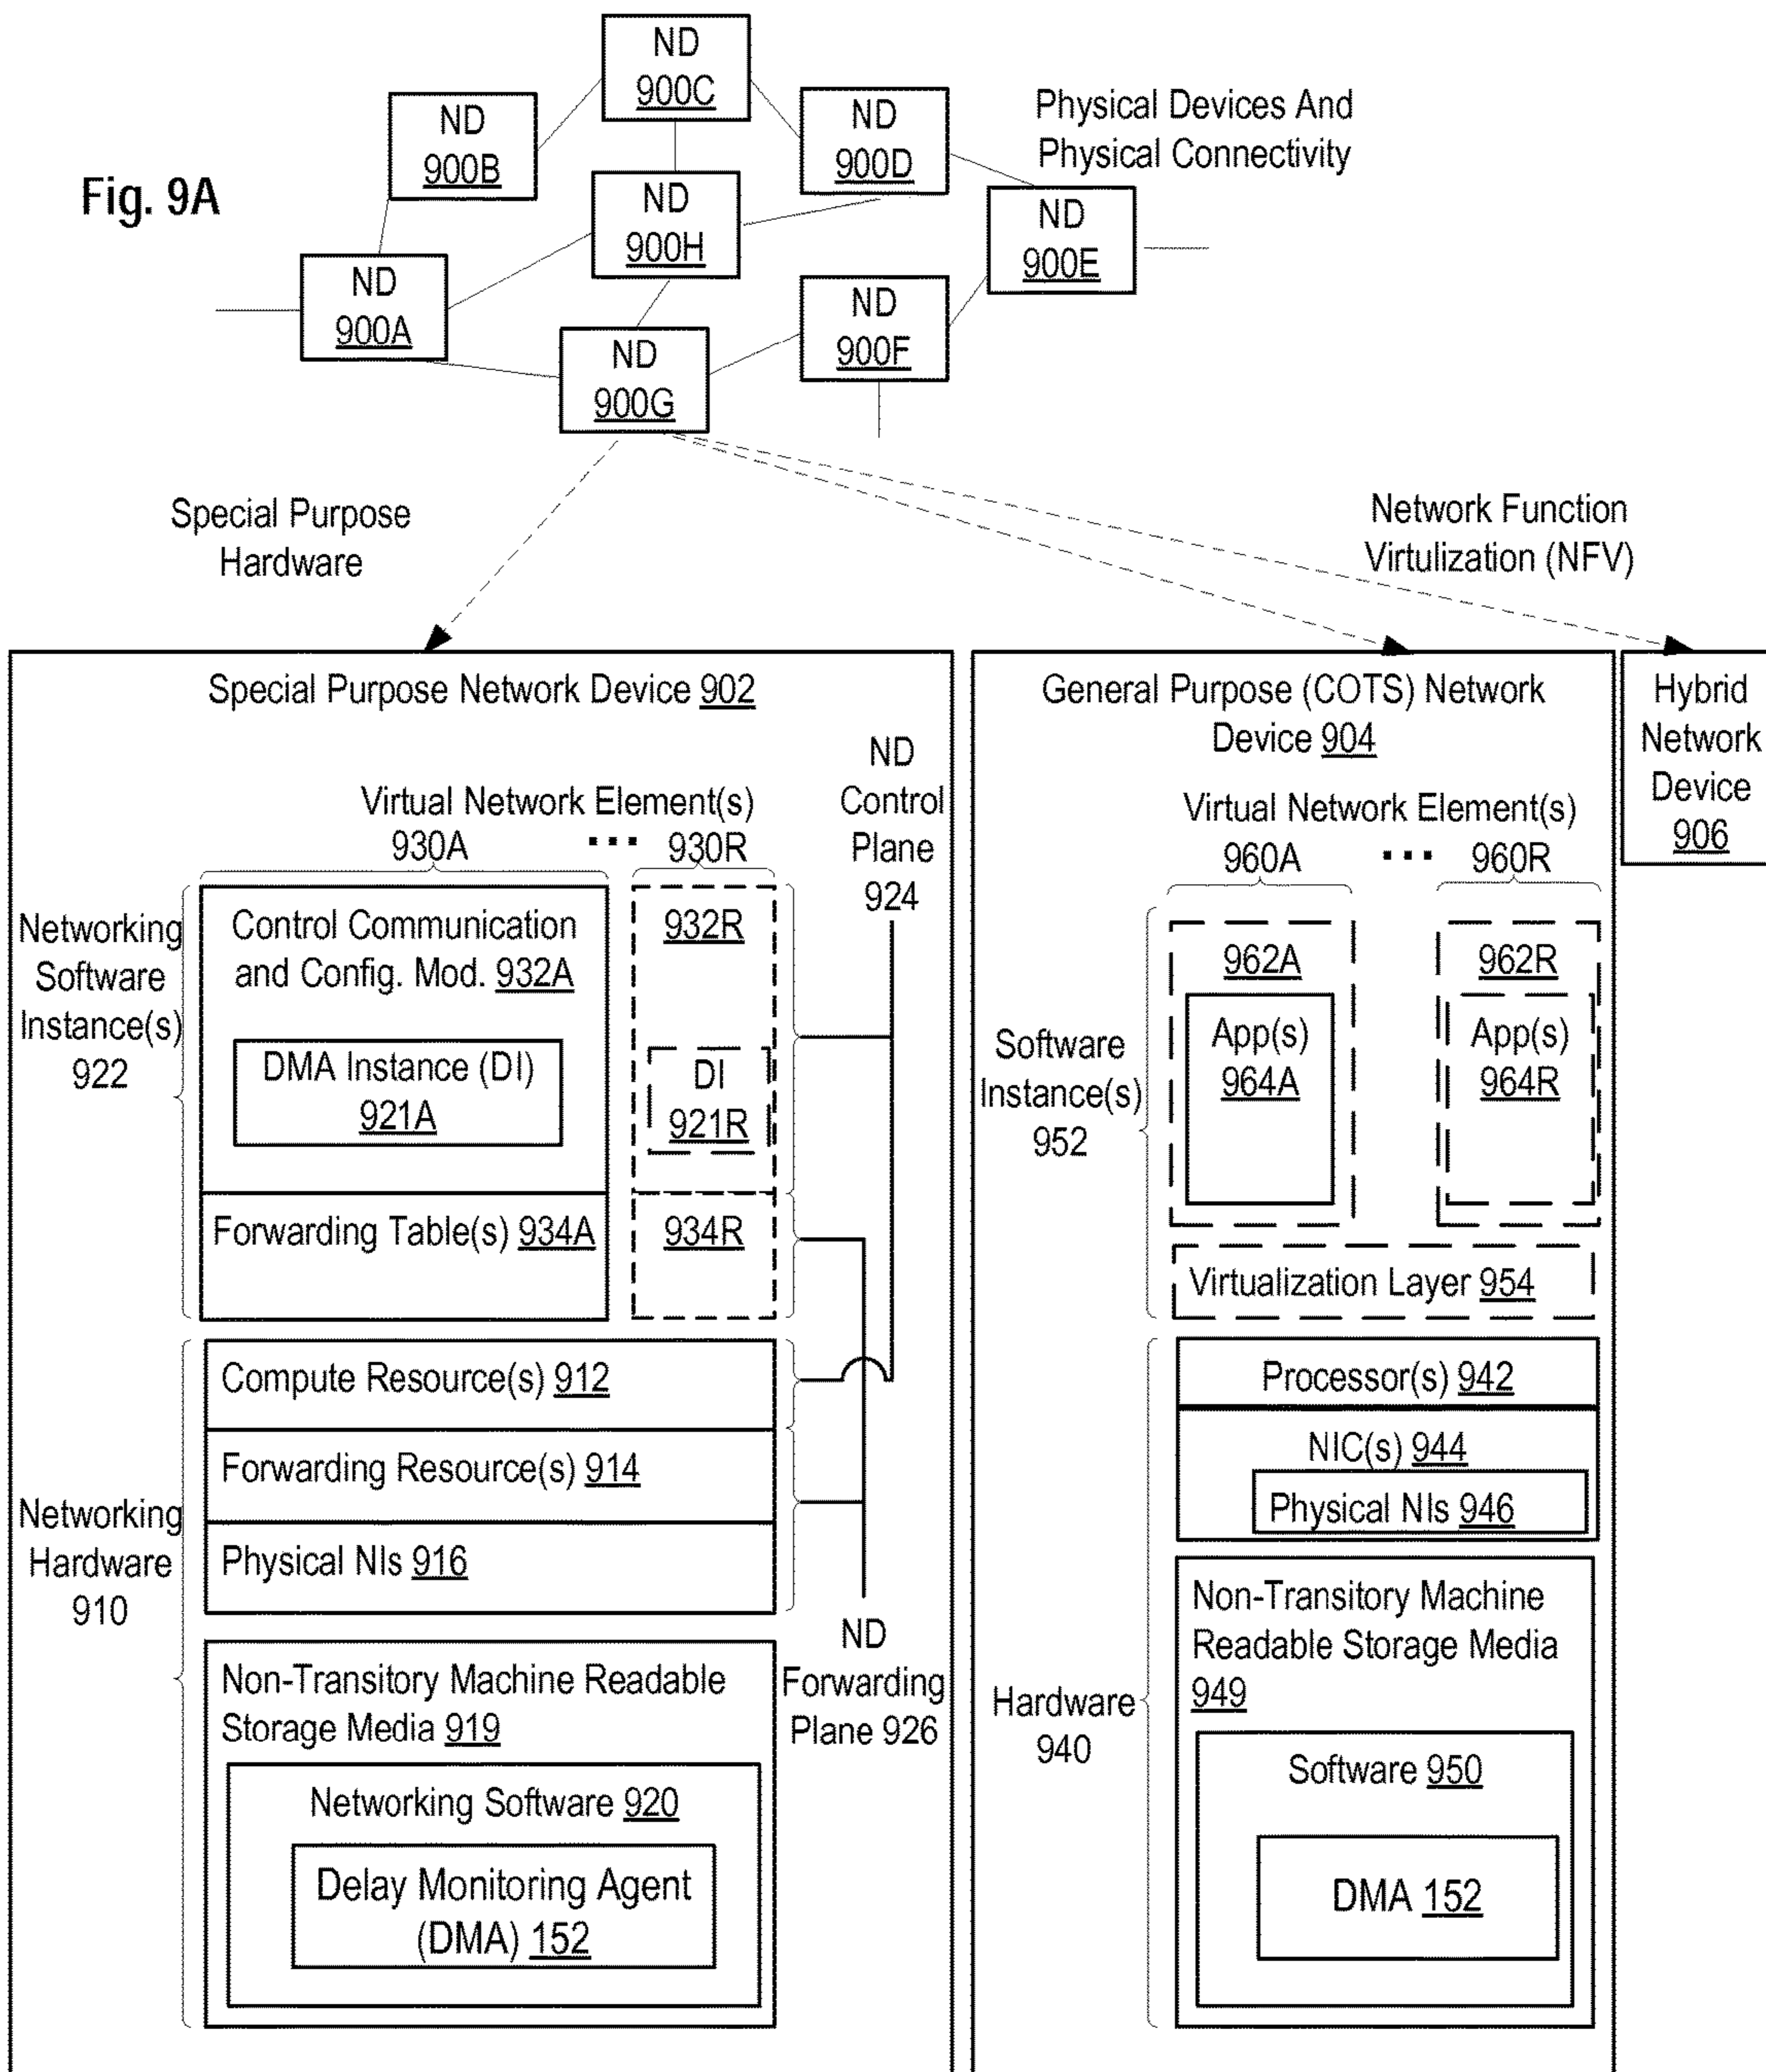 Fig. 9A
ND
900C
ND
900B
ND
900D
Physical Devices And
Physical Connectivity
ND
900H
ND
900E
ND
900A
ND
900F
ND
900G
Special Purpose
Hardware
Network Function
Virtulization (NFV)
Special Purpose Network Device 902
ND
Control
Plane
924
Virtual Network Element(s)
930A
...
930R
Networking
Software
Instance(s)
922
Control Communication
and Config. Mod. 932A
DMA Instance (DI)
921A
932R
DI
921R
Forwarding Table(s) 934A
934R
Networking
Hardware
910
Compute Resource(s) 912
Forwarding Resource(s) 914
Physical NIs 916
ND
Forwarding
Plane 926
Non-Transitory Machine Readable
Storage Media 919
Networking Software 920
Delay Monitoring Agent
(DMA) 152
General Purpose (COTS) Network
Device 904
Virtual Network Element(s)
960A
...
960R
Software
Instance(s)
952
962A
App(s)
964A
962R
App(s)
964R
Virtualization Layer 954
Hardware
940
Processor(s) 942
NIC(s) 944
Physical NIs 946
Non-Transitory Machine
Readable Storage Media
949
Software 950
DMA 152
Hybrid
Network
Device
906